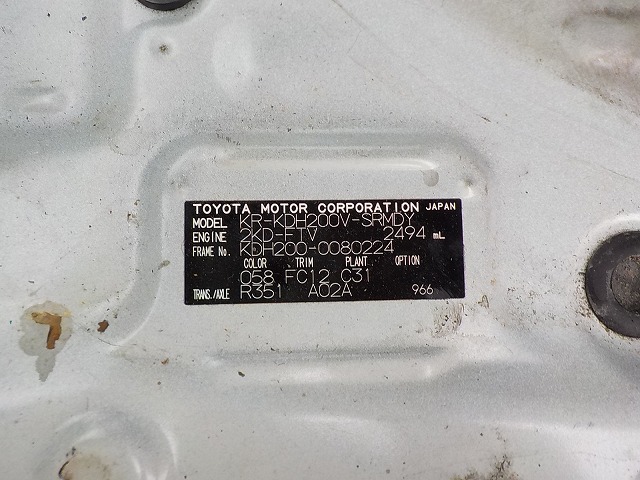 TOYOTA MOTOR CORPORATION JAPAN
MODEL KR-KDH200V-SRMDY
ENGINE 2KD-FTV 2494 mL
FRAME No. KDH200-0080224
COLOR TRIM PLANT OPTION
058 FC12 C31
TRANS./AXLE R351 A02A 966